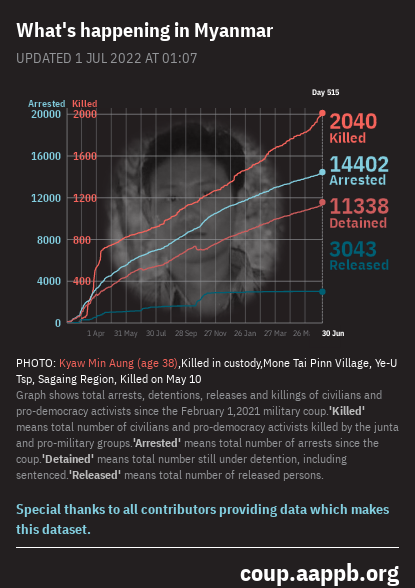 What's happening in Myanmar
UPDATED 1 JUL 2022 AT 01:07
Day 515
Arrested Killed
20000 2000
16000 1600
12000 1200
8000 800
4000 400
0
2040
Killed
14402
Arrested
11338
Detained
3043
Released
1 Apr 31 May 30 Jul 28 Sep 27 Nov 26 Jan 27 Mar 26 M 30 Jun
PHOTO: Kyaw Min Aung (age 38),Killed in custody,Mone Tai Pinn Village, Ye-U
Tsp, Sagaing Region, Killed on May 10
Graph shows total arrests, detentions, releases and killings of civilians and
pro-democracy activists since the February 1,2021 military coup.'Killed'
means total number of civilians and pro-democracy activists killed by the junta
and pro-military groups.'Arrested' means total number of arrests since the
coup.'Detained' means total number still under detention, including
sentenced.'Released' means total number of released persons.
Special thanks to all contributors providing data which makes
this dataset.
coup.aappb.org